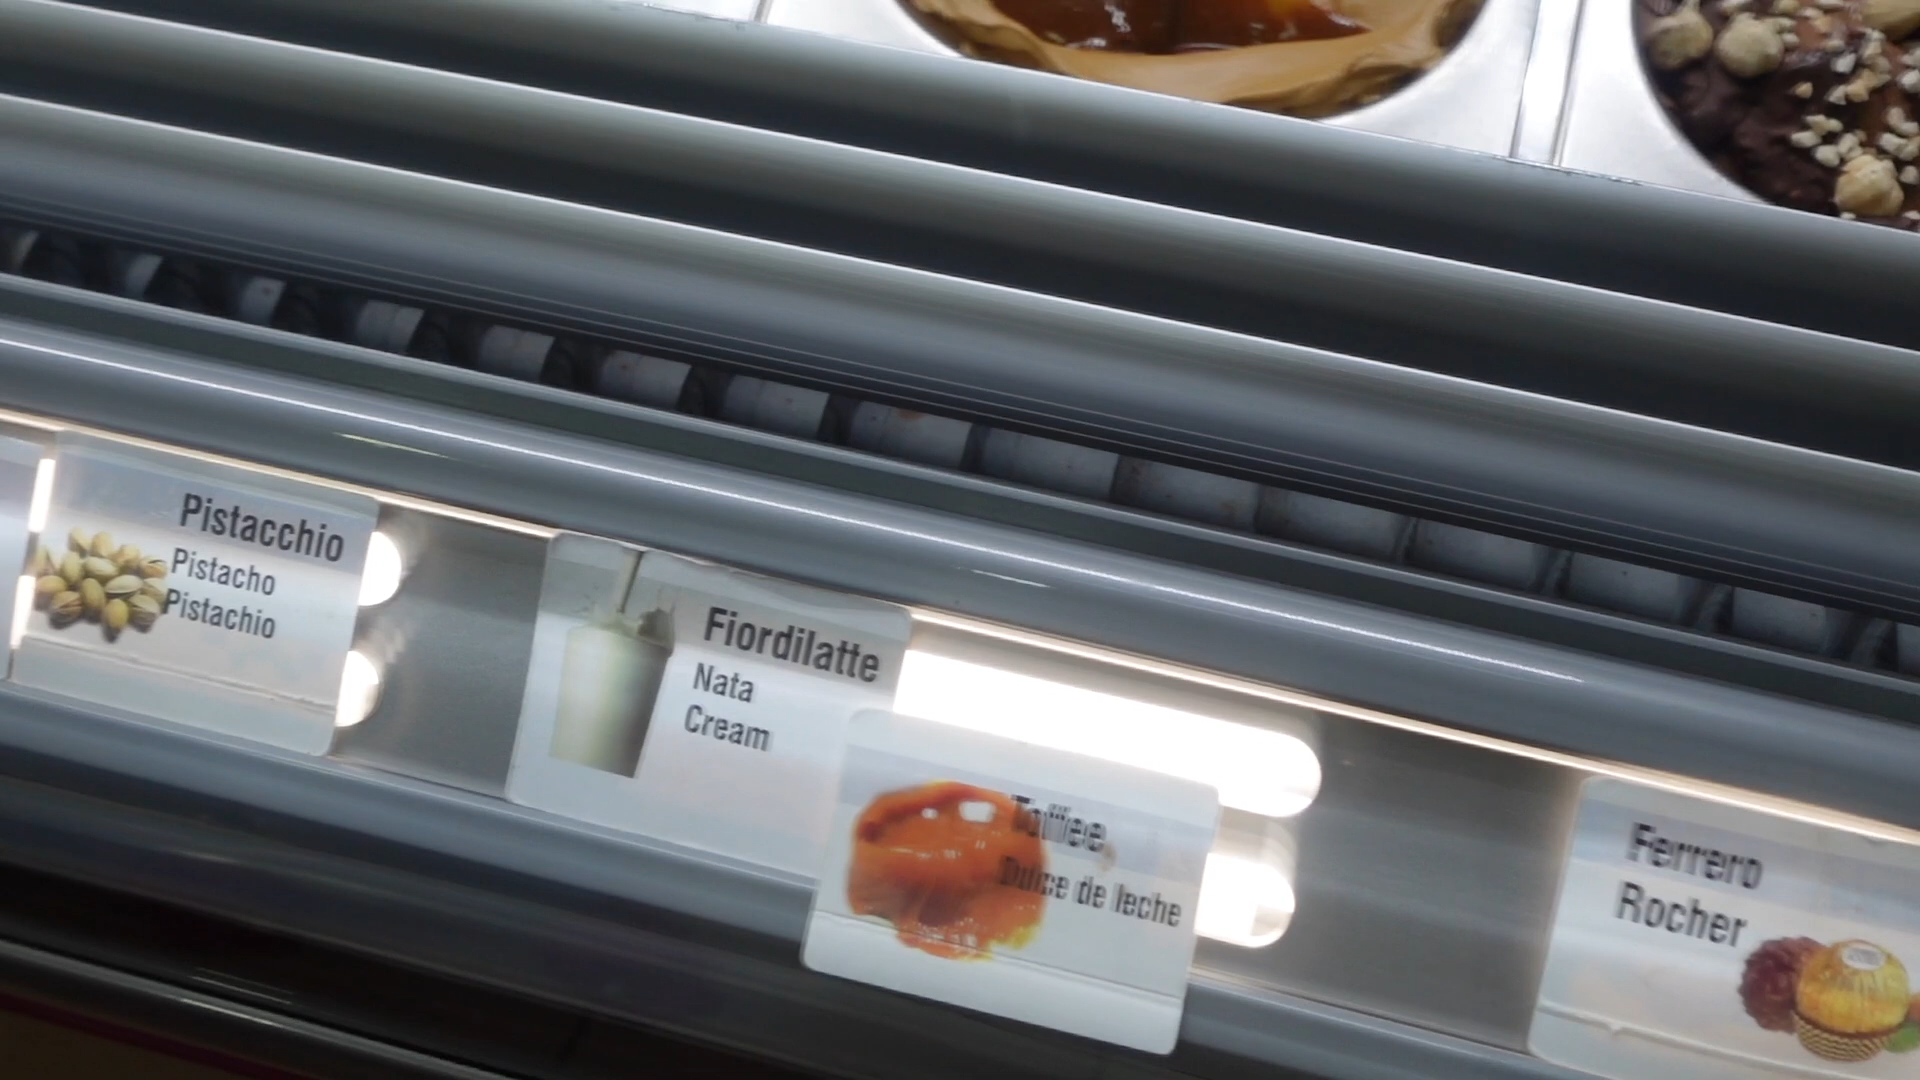 Pistacchio
Pistacho
Pistachio
Fiordilatte
Nata
Cream
Toffee
Dulce de leche
Ferrero
Rocher